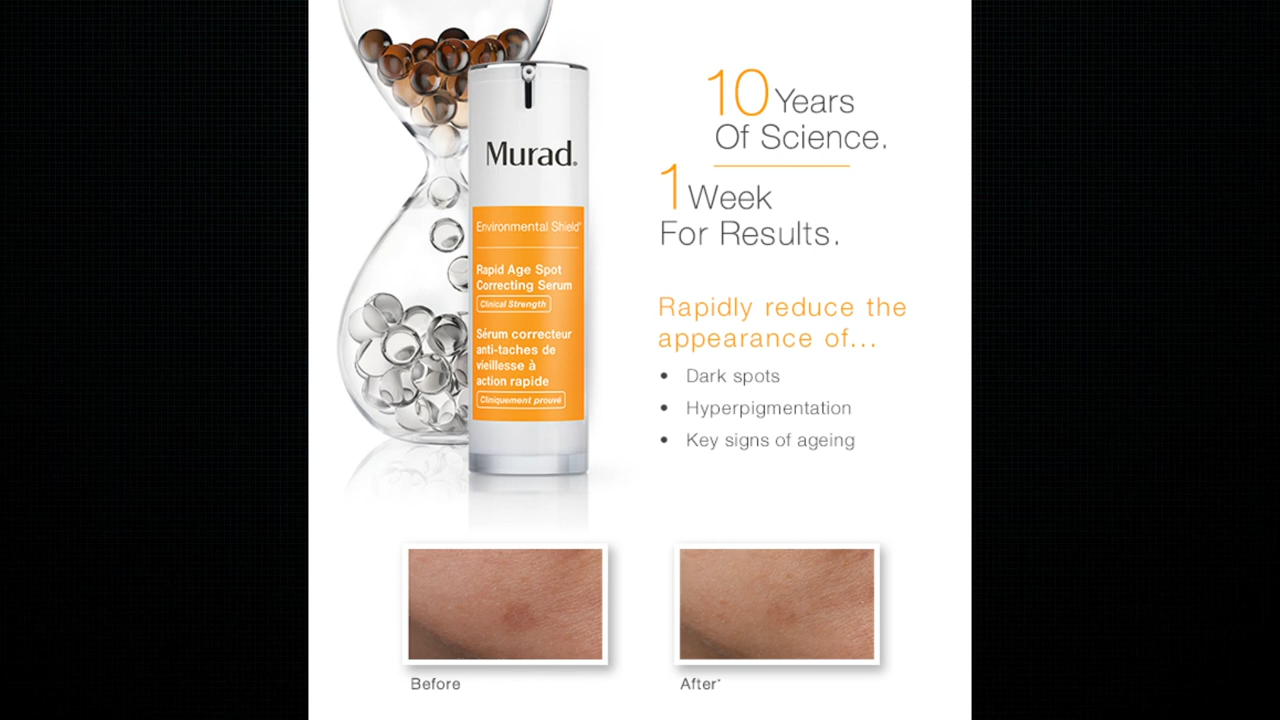 Murad.
Environmental Shield®
Rapid Age Spot
Correcting Serum
Clinical Strength
Sérum correcteur
anti-taches de
vieillesse à
action rapide
Cliniquement prouvé
10 Years
Of Science.
1 Week
For Results.
Rapidly reduce the
appearance of...
• Dark spots
• Hyperpigmentation
• Key signs of ageing
Before
After*